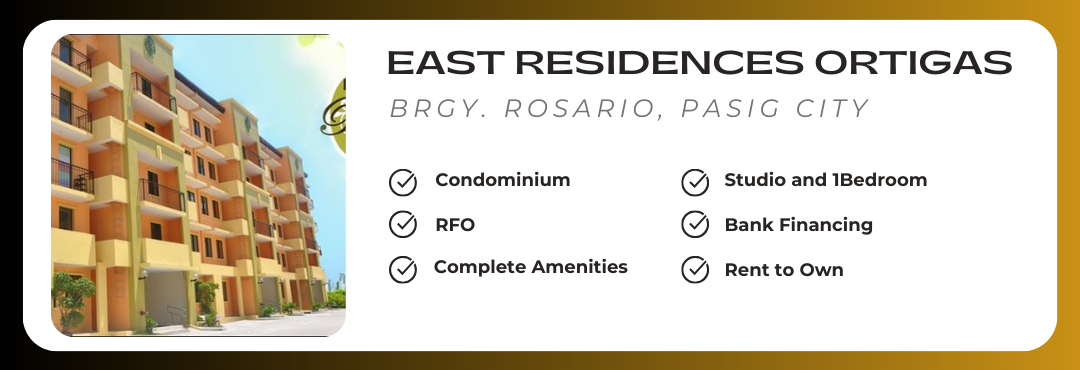 EAST RESIDENCES ORTIGAS
BRGY. ROSARIO, PASIG CITY
Condominium
RFO
Complete Amenities
Studio and 1Bedroom
Bank Financing
Rent to Own